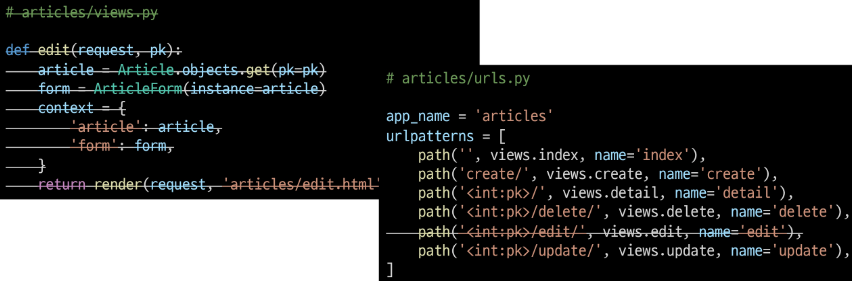 # articles/views.py
def edit(request, pk):
    article = Article.objects.get(pk=pk)
    form = ArticleForm(instance=article)
    context = {
        'article': article,
        'form': form,
    }
    return render(request, 'articles/edit.html'
# articles/urls.py
app_name = 'articles'
urlpatterns = [
    path('', views.index, name='index'),
    path('create/', views.create, name='create'),
    path('<int:pk>/', views.detail, name='detail'),
    path('<int:pk>/delete/', views.delete, name='delete'),
    path('<int:pk>/edit/', views.edit, name='edit'),
    path('<int:pk>/update/', views.update, name='update'),
]